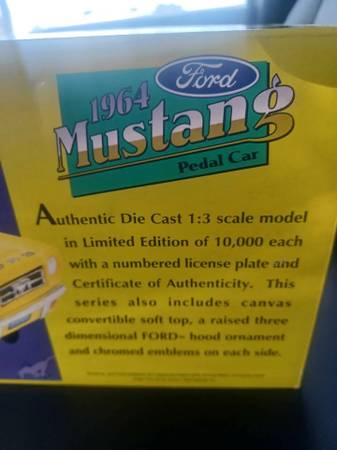 Ford
1964
Mustang
Pedal Car
Authentic Die Cast 1:3 scale model
in Limited Edition of 10,000 each
with a numbered license plate and
Certificate of Authenticity. This
series also includes canvas
convertible soft top, a raised three
dimensional FORD™ hood ornament
and chromed emblems on each side.